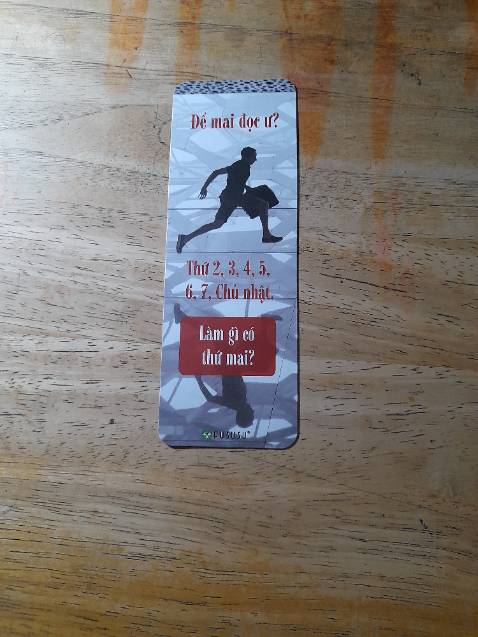 Để mai đọc ư?
Thứ 2, 3, 4, 5,
6, 7, Chủ nhật.
Làm gì có
thứ mai?